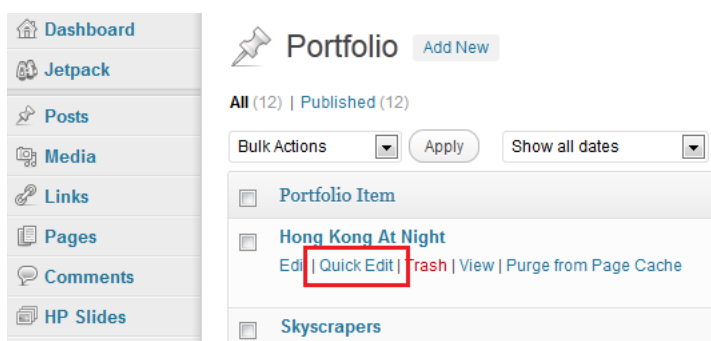 Dashboard
Jetpack
Posts
Media
Links
Pages
Comments
HP Slides
Portfolio Add New
All (12) | Published (12)
Bulk Actions Apply Show all dates
Portfolio Item
Hong Kong At Night
Edit | Quick Edit | Trash | View | Purge from Page Cache
Skyscrapers